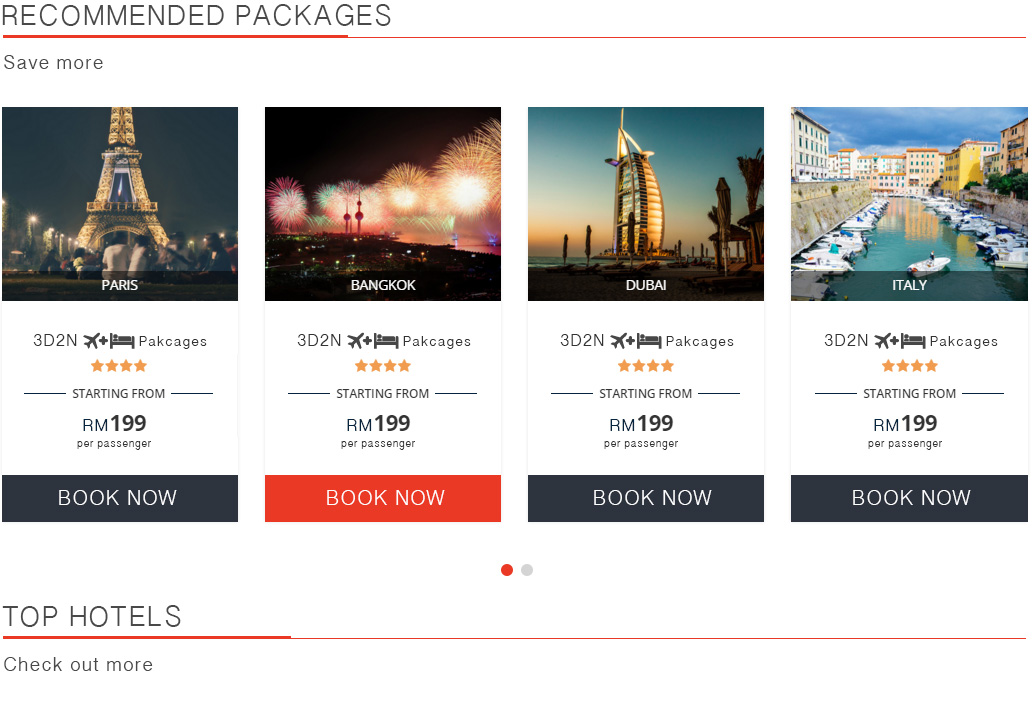 RECOMMENDED PACKAGES
Save more
PARIS
3D2N Pakcages
STARTING FROM
RM199
per passenger
BOOK NOW
BANGKOK
3D2N Pakcages
STARTING FROM
RM199
per passenger
BOOK NOW
DUBAI
3D2N Pakcages
STARTING FROM
RM199
per passenger
BOOK NOW
ITALY
3D2N Pakcages
STARTING FROM
RM199
per passenger
BOOK NOW
TOP HOTELS
Check out more